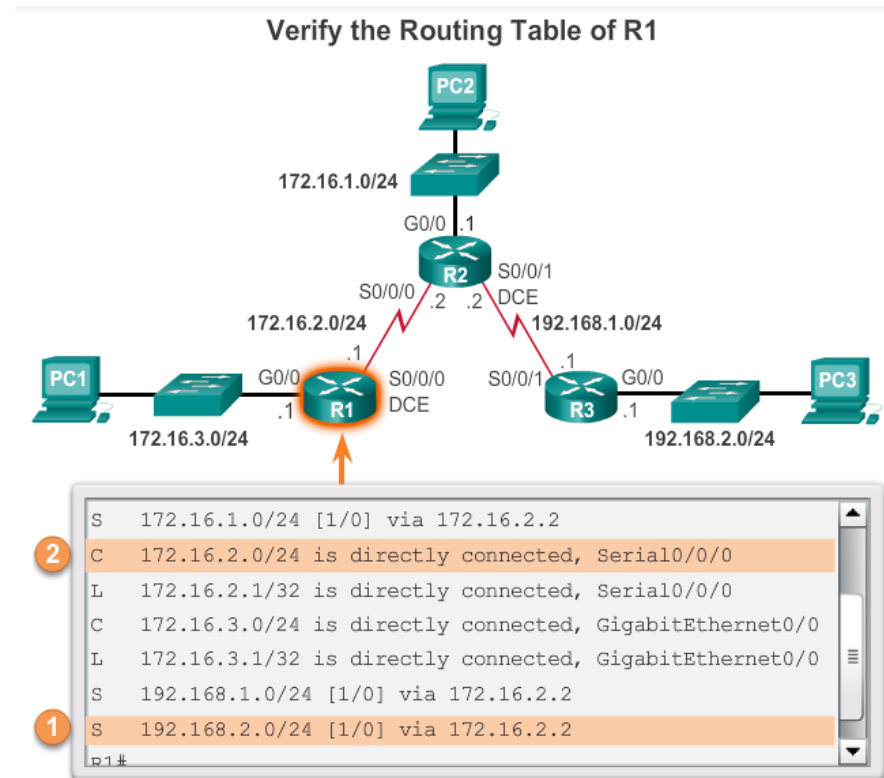 Verify the Routing Table of R1
PC2
172.16.1.0/24
G0/0 .1
R2
S0/0/1
DCE
S0/0/0
.2 .2
172.16.2.0/24
192.168.1.0/24
.1
.1
PC1
G0/0
.1
R1
S0/0/0
DCE
S0/0/1
R3
G0/0
.1
PC3
172.16.3.0/24
192.168.2.0/24
S 172.16.1.0/24 [1/0] via 172.16.2.2
2 C 172.16.2.0/24 is directly connected, Serial0/0/0
L 172.16.2.1/32 is directly connected, Serial0/0/0
C 172.16.3.0/24 is directly connected, GigabitEthernet0/0
L 172.16.3.1/32 is directly connected, GigabitEthernet0/0
S 192.168.1.0/24 [1/0] via 172.16.2.2
1 S 192.168.2.0/24 [1/0] via 172.16.2.2
R1#